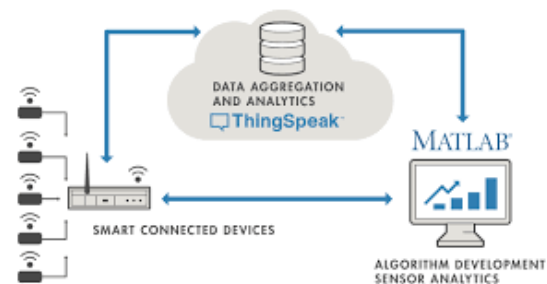 DATA AGGREGATION
AND ANALYTICS
ThingSpeak™
MATLAB®
SMART CONNECTED DEVICES
ALGORITHM DEVELOPMENT
SENSOR ANALYTICS